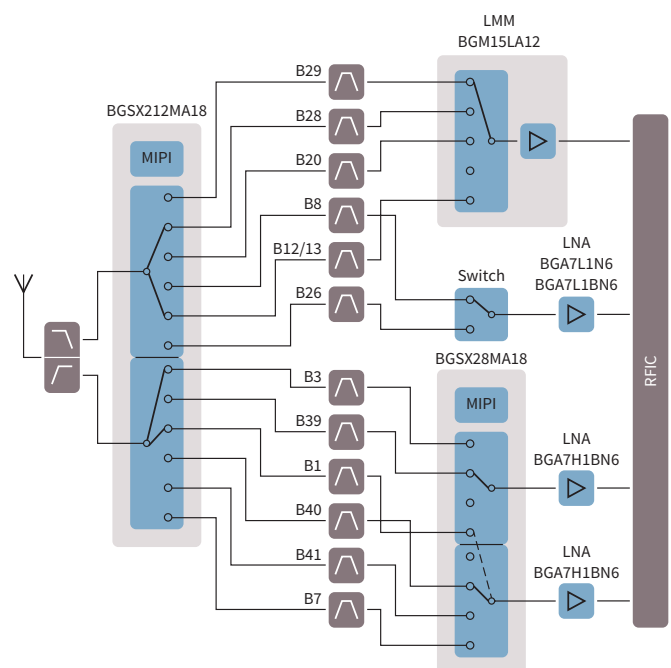 LMM
BGM15LA12
B29
BGSX212MA18
B28
MIPI
B20
B8
B12/13
LNA
BGA7L1N6
BGA7L1BN6
Switch
B26
BGSX28MA18
RFIC
B3
MIPI
B39
LNA
BGA7H1BN6
B1
B40
B41
LNA
BGA7H1BN6
B7